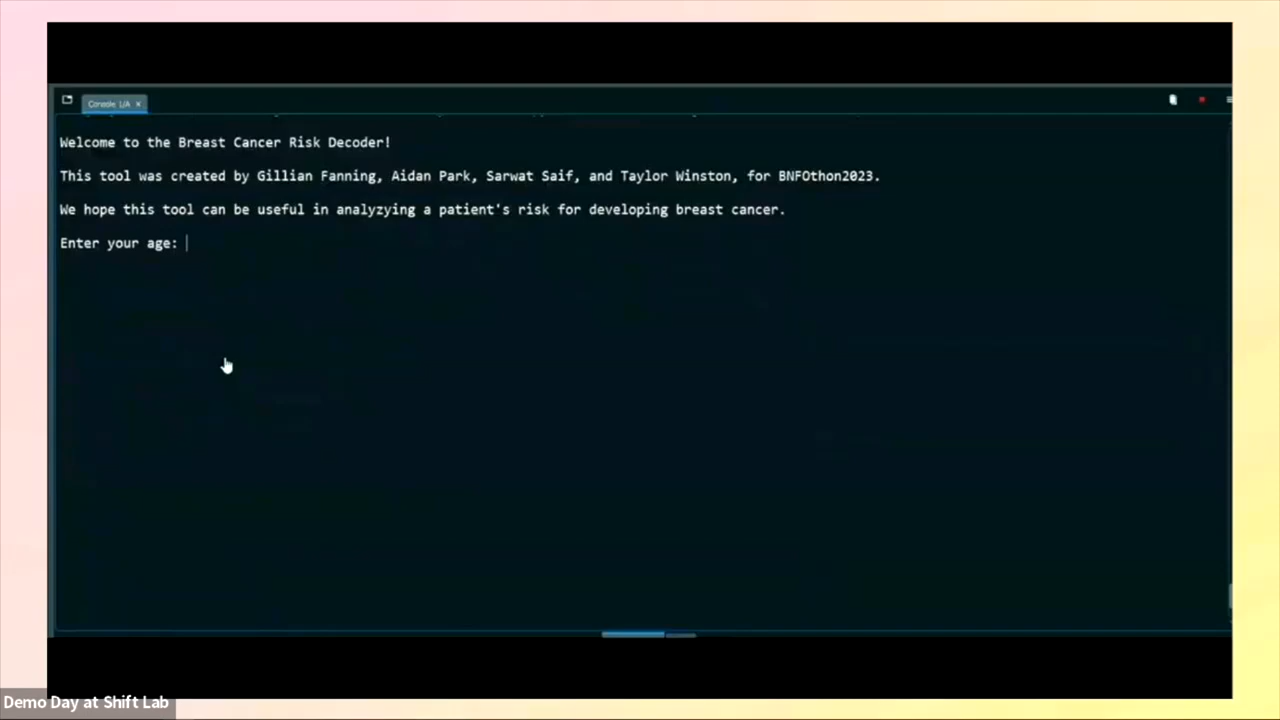 Console 1/A
Welcome to the Breast Cancer Risk Decoder!
This tool was created by Gillian Fanning, Aidan Park, Sarwat Saif, and Taylor Winston, for BNFOthon2023.
We hope this tool can be useful in analyzying a patient's risk for developing breast cancer.
Enter your age:
Demo Day at Shift Lab